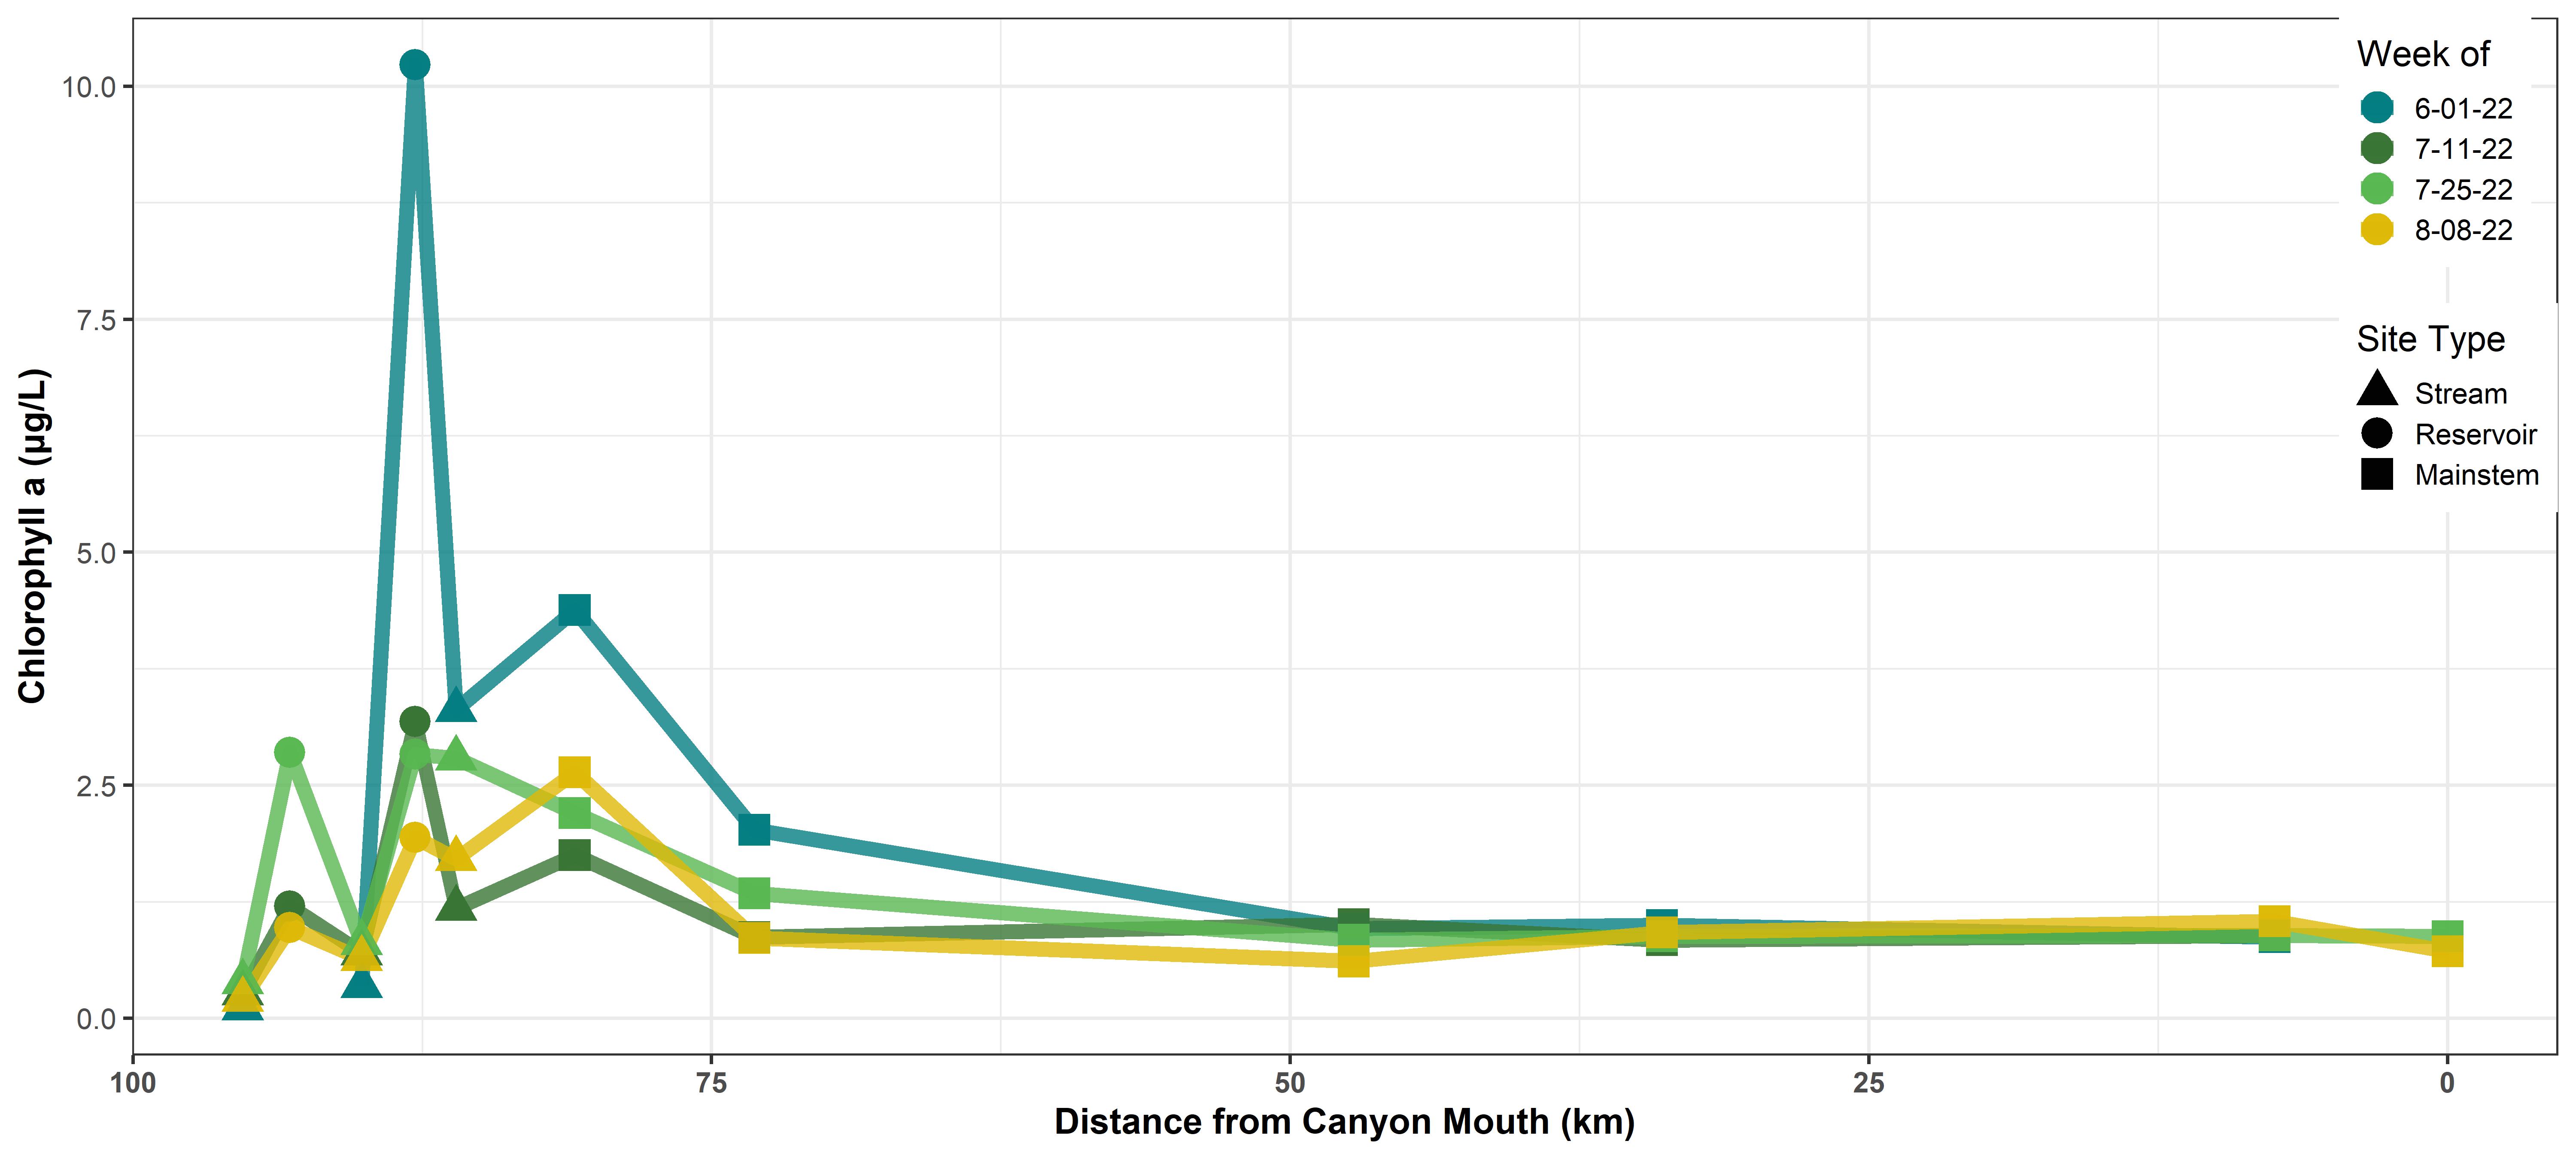 Chlorophyll a (µg/L)
10.0
7.5
5.0
2.5
0.0
100
75
50
25
0
Distance from Canyon Mouth (km)
Week of
6-01-22
7-11-22
7-25-22
8-08-22
Site Type
Stream
Reservoir
Mainstem